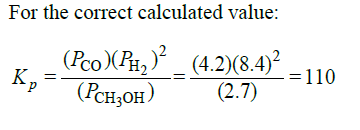 For the correct calculated value:
K_p = (P_CO)(P_H₂)² / (P_CH₃OH) = (4.2)(8.4)² / (2.7) = 110